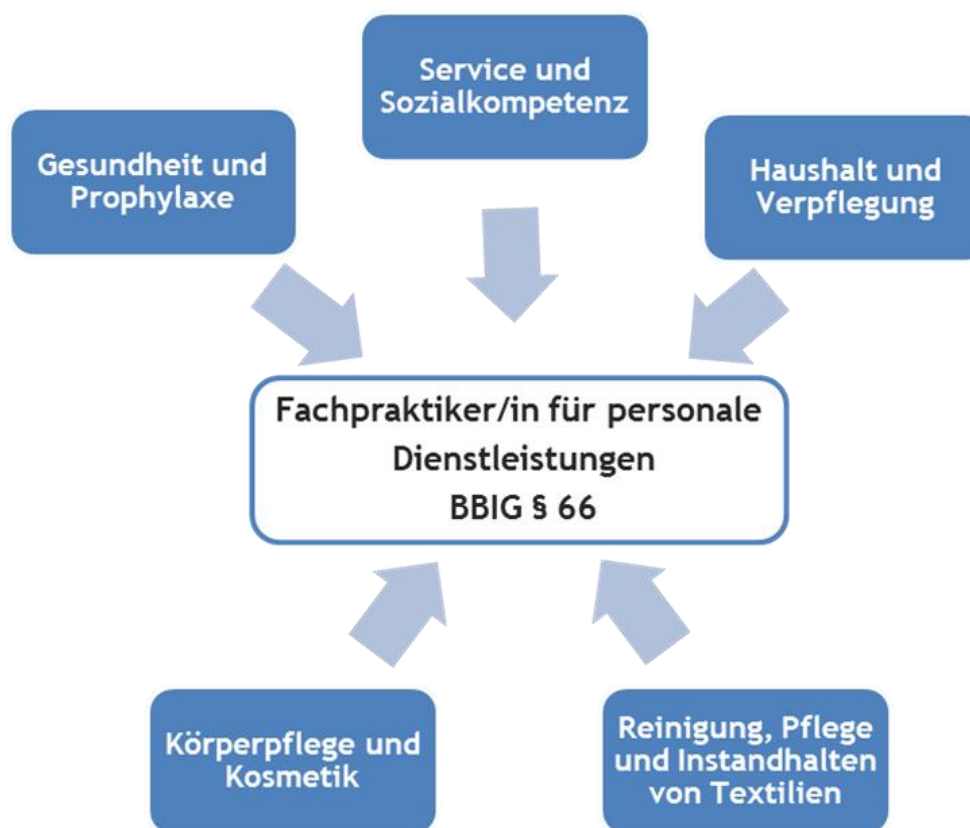 Service und
Sozialkompetenz
Gesundheit und
Prophylaxe
Haushalt und
Verpflegung
Fachpraktiker/in für personale
Dienstleistungen
BBIG § 66
Körperpflege und
Kosmetik
Reinigung, Pflege
und Instandhalten
von Textilien